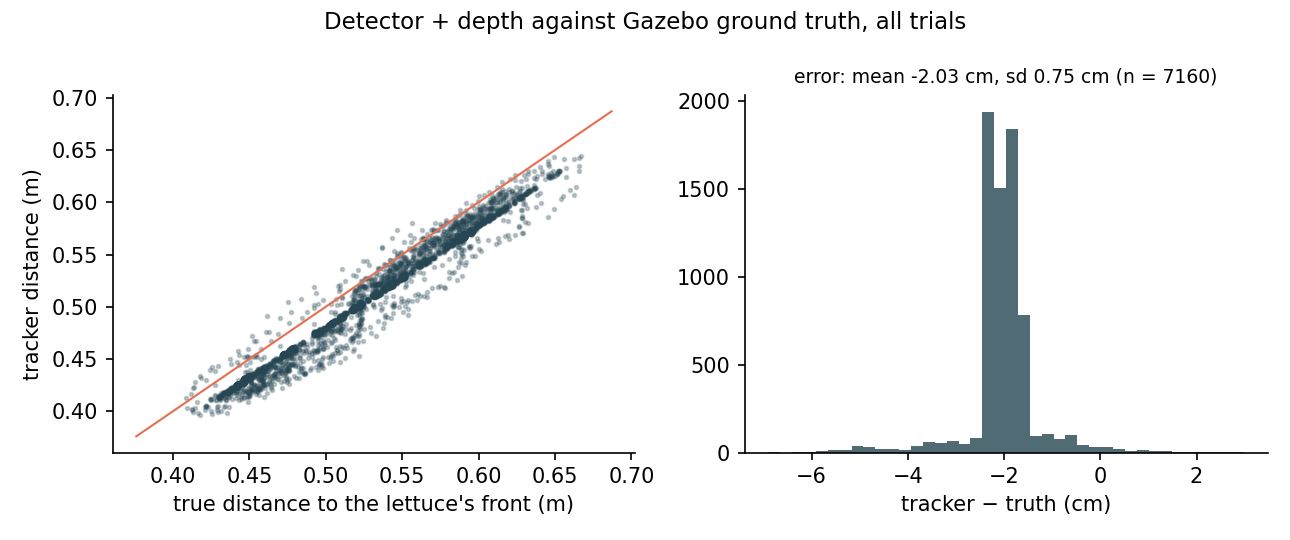 Detector + depth against Gazebo ground truth, all trials
tracker distance (m)
0.70
0.65
0.60
0.55
0.50
0.45
0.40
0.40 0.45 0.50 0.55 0.60 0.65 0.70
true distance to the lettuce's front (m)
error: mean -2.03 cm, sd 0.75 cm (n = 7160)
2000
1500
1000
500
0
−6 −4 −2 0 2
tracker − truth (cm)